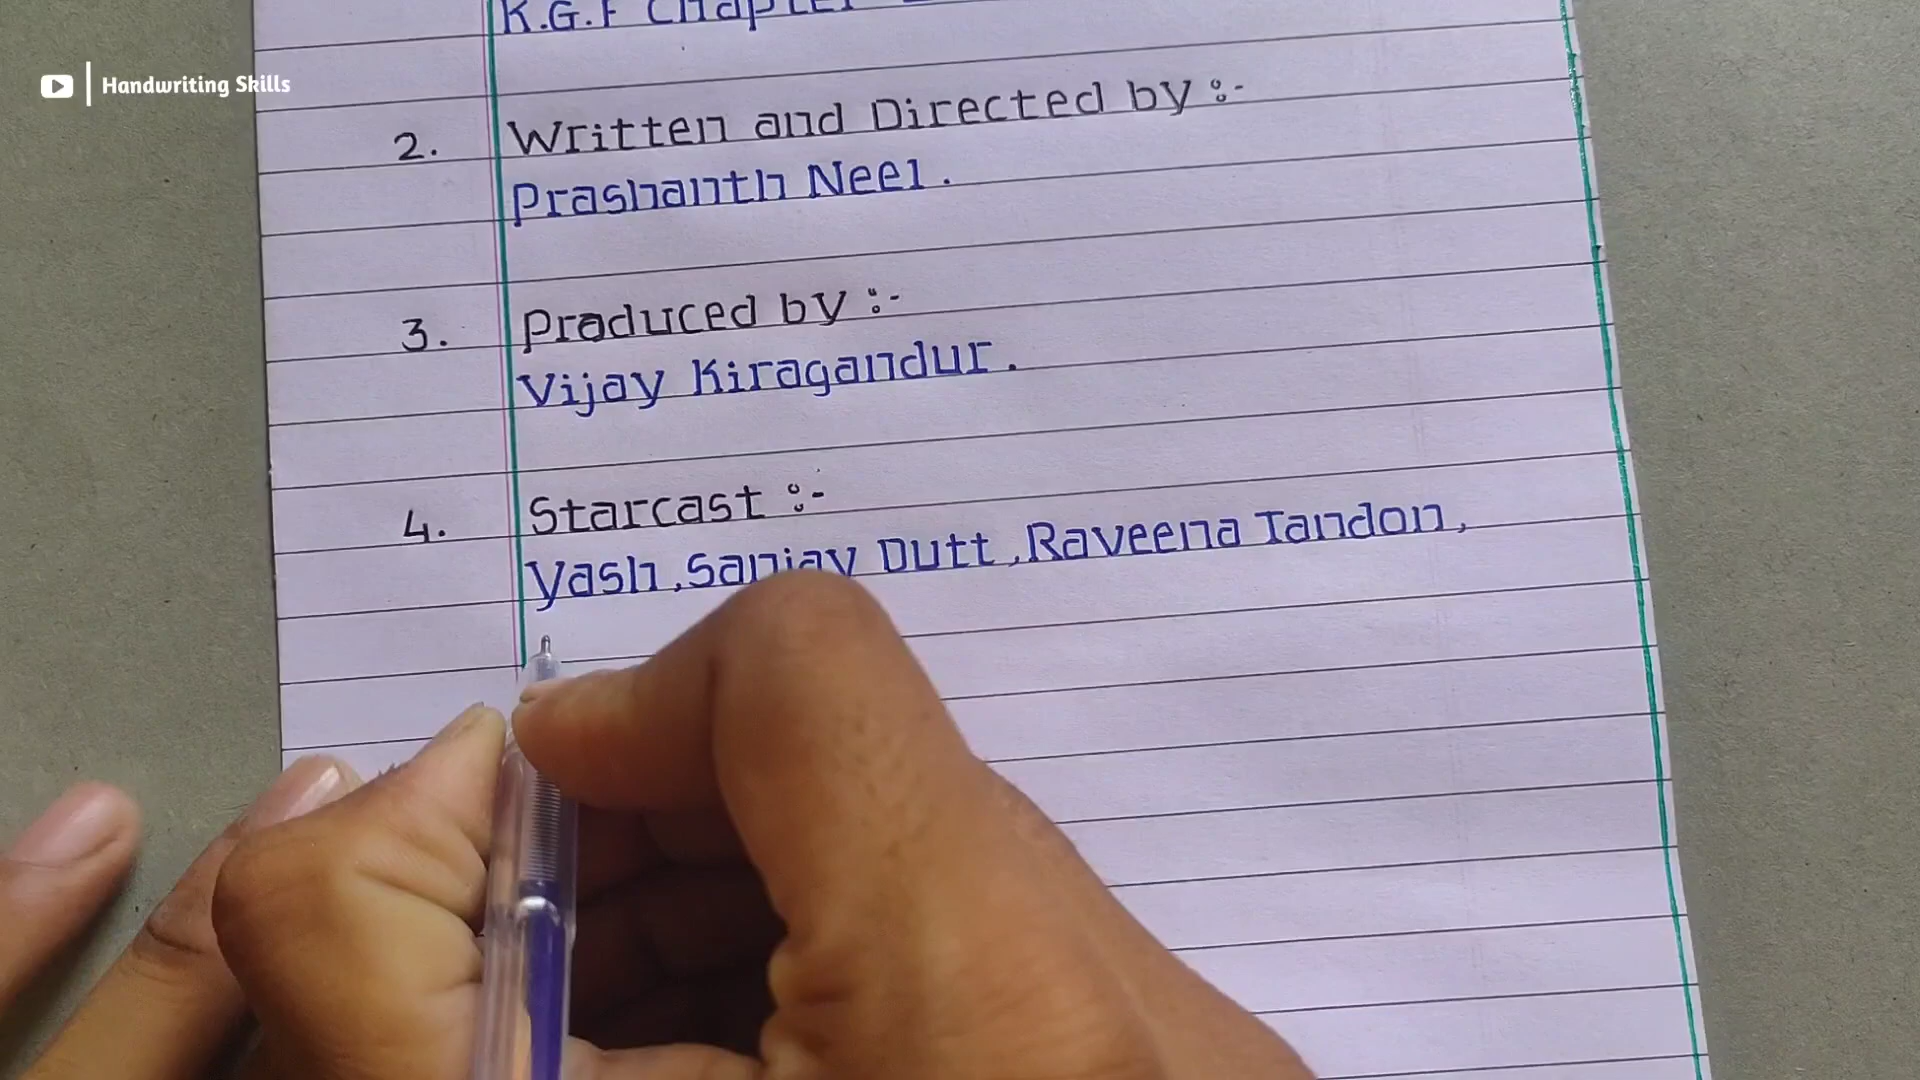 K.G.F Chapter
Handwriting Skills
2. Written and Directed by :-
Prashanth Neel.
3. Produced by :-
Vijay Kiragandur.
4. Starcast :-
Yash, Sanjay Dutt, Raveena Tandon,